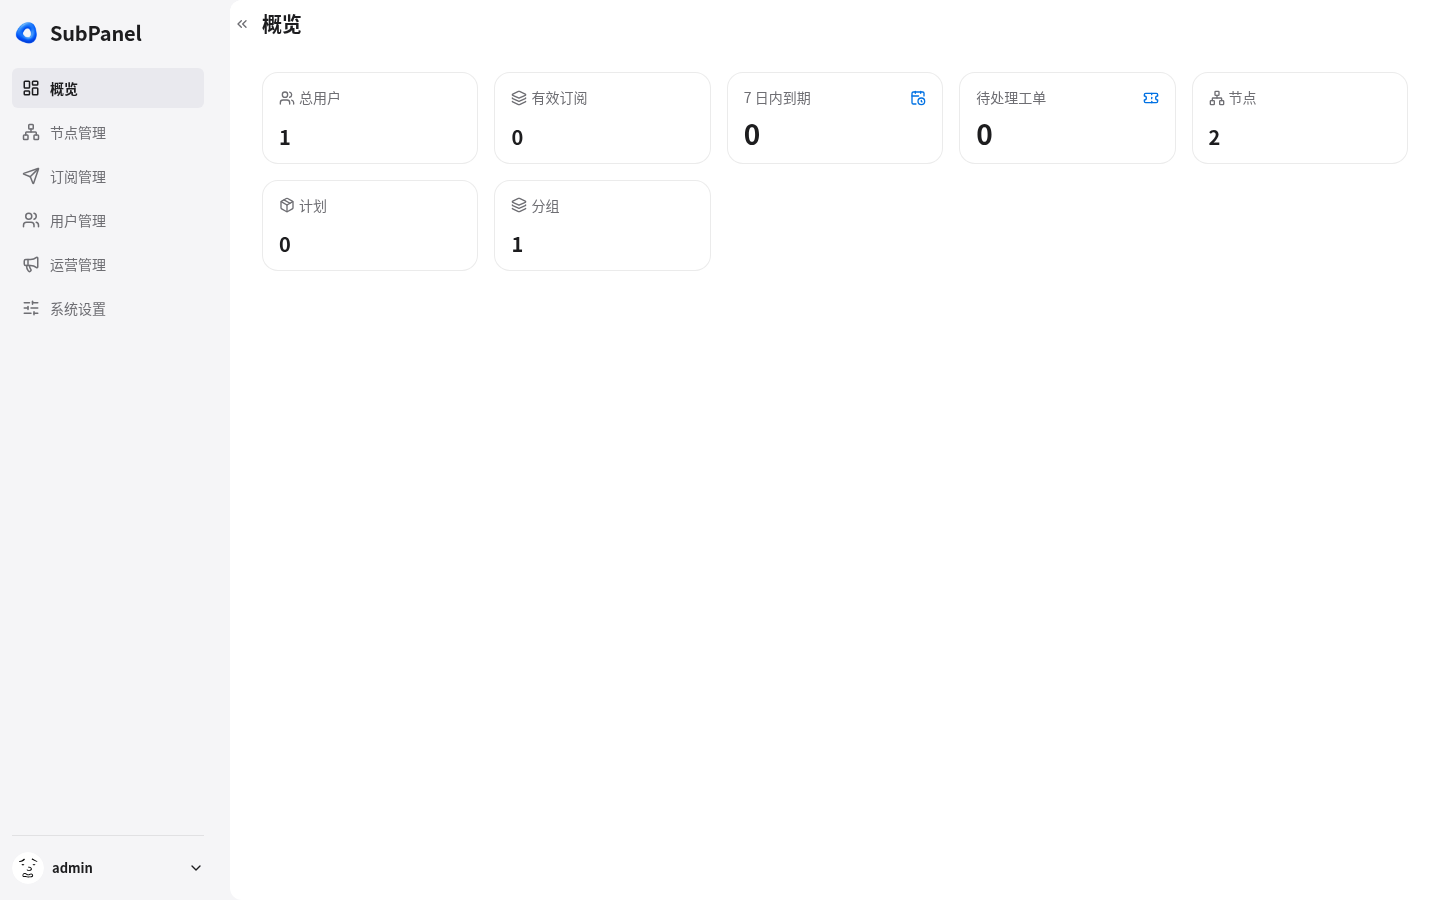 SubPanel
概览
节点管理
订阅管理
用户管理
运营管理
系统设置
admin
概览
总用户
1
有效订阅
0
7 日内到期
0
待处理工单
0
节点
2
计划
0
分组
1